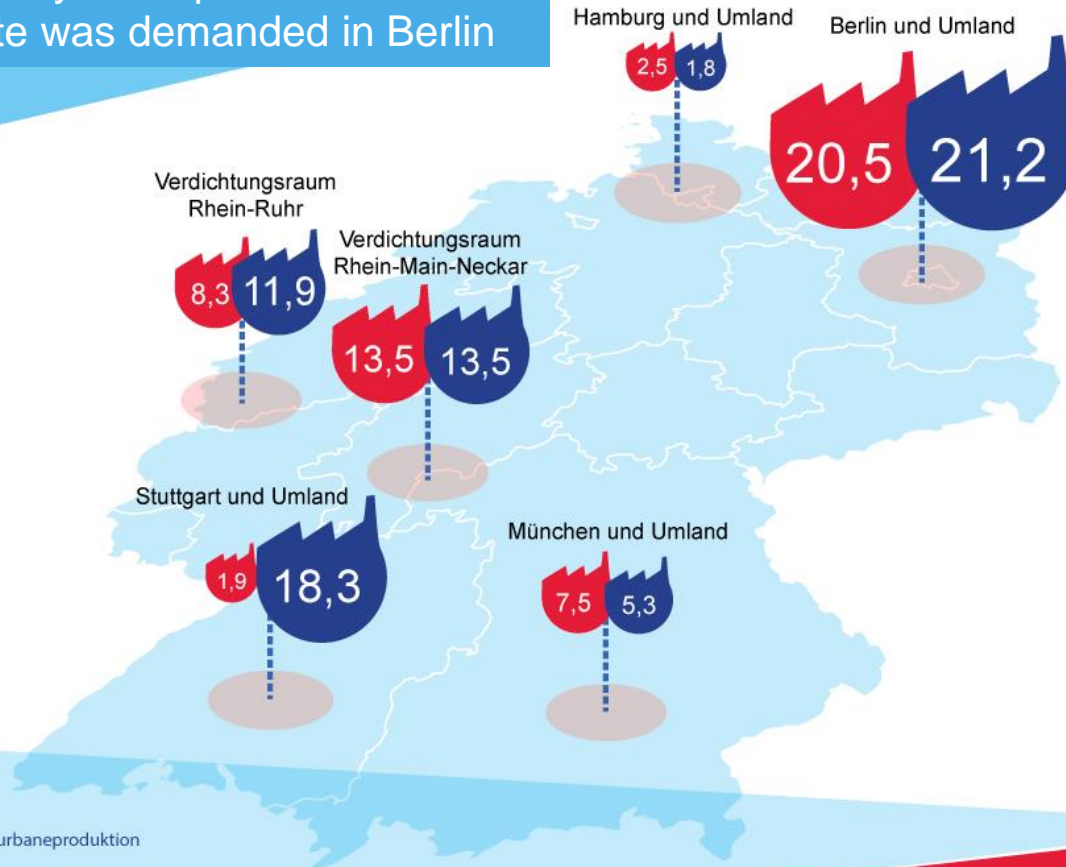 te was demanded in Berlin
Hamburg und Umland
2,5 1,8
Berlin und Umland
20,5 21,2
Verdichtungsraum
Rhein-Ruhr
8,3 11,9
Verdichtungsraum
Rhein-Main-Neckar
13,5 13,5
Stuttgart und Umland
1,9 18,3
München und Umland
7,5 5,3
urbaneproduktion